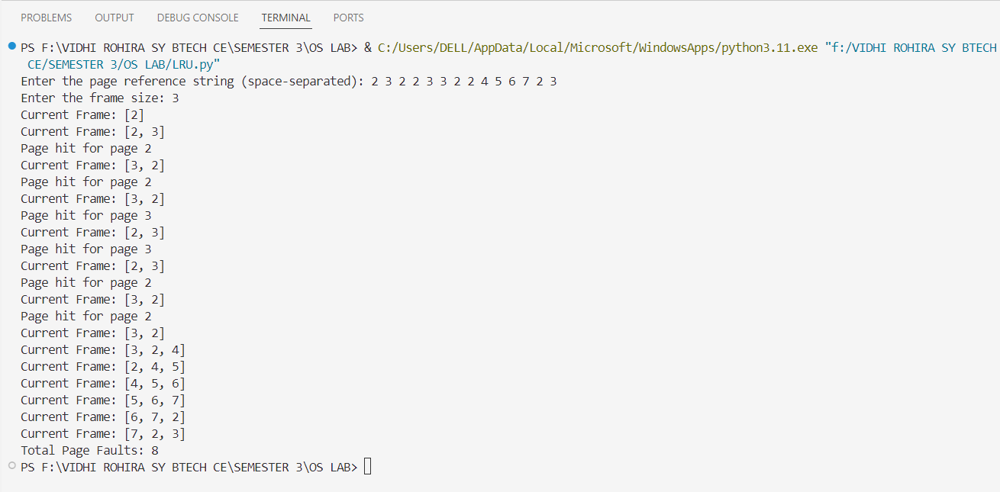 PROBLEMS OUTPUT DEBUG CONSOLE TERMINAL PORTS
PS F:\VIDHI ROHIRA SY BTECH CE\SEMESTER 3\OS LAB> & C:/Users/DELL/AppData/Local/Microsoft/WindowsApps/python3.11.exe "f:/VIDHI ROHIRA SY BTECH
CE/SEMESTER 3/OS LAB/LRU.py"
Enter the page reference string (space-separated): 2 3 2 2 3 3 2 2 4 5 6 7 2 3
Enter the frame size: 3
Current Frame: [2]
Current Frame: [2, 3]
Page hit for page 2
Current Frame: [3, 2]
Page hit for page 2
Current Frame: [3, 2]
Page hit for page 3
Current Frame: [2, 3]
Page hit for page 3
Current Frame: [2, 3]
Page hit for page 2
Current Frame: [3, 2]
Page hit for page 2
Current Frame: [3, 2]
Current Frame: [3, 2, 4]
Current Frame: [2, 4, 5]
Current Frame: [4, 5, 6]
Current Frame: [5, 6, 7]
Current Frame: [6, 7, 2]
Current Frame: [7, 2, 3]
Total Page Faults: 8
PS F:\VIDHI ROHIRA SY BTECH CE\SEMESTER 3\OS LAB>